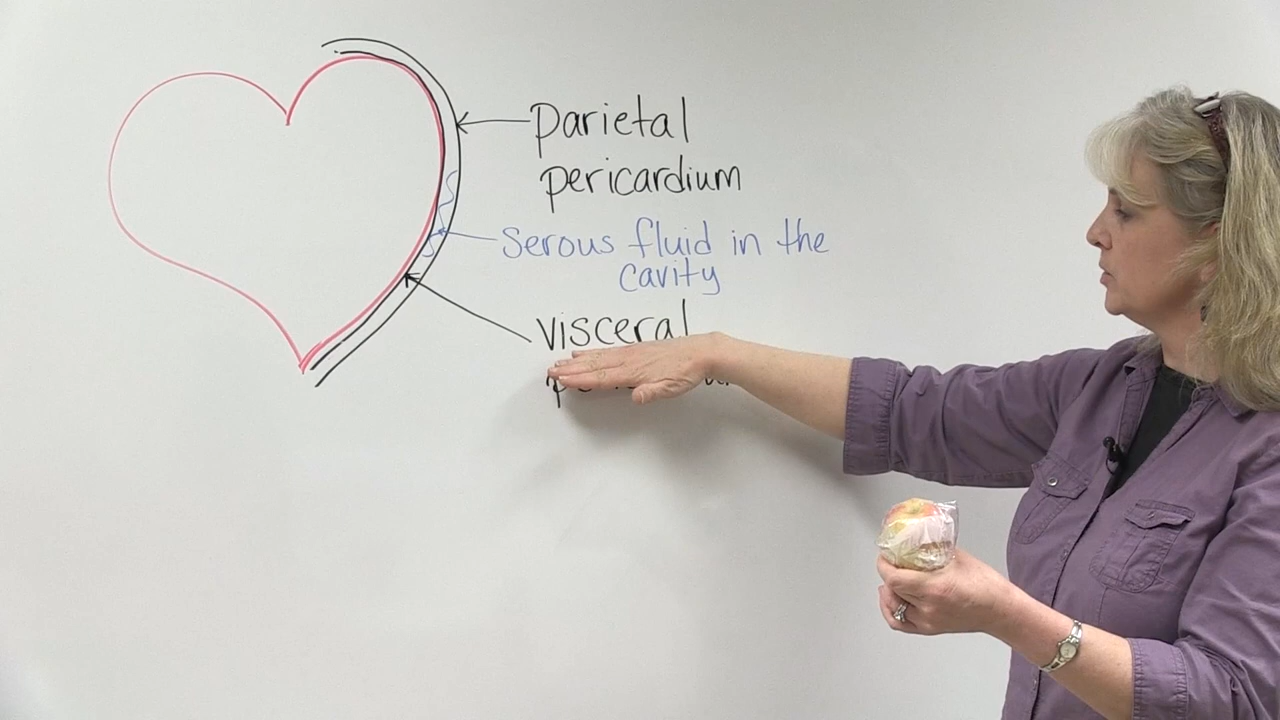 Parietal
pericardium
Serous fluid in the
cavity
visceral